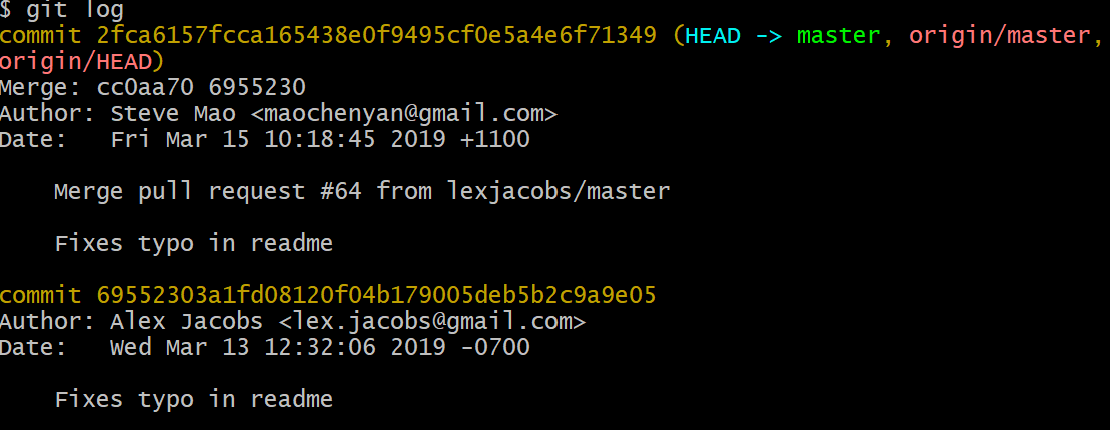 $ git log
commit 2fca6157fcca165438e0f9495cf0e5a4e6f71349 (HEAD -> master, origin/master,
origin/HEAD)
Merge: cc0aa70 6955230
Author: Steve Mao <maochenyan@gmail.com>
Date:   Fri Mar 15 10:18:45 2019 +1100
    Merge pull request #64 from lexjacobs/master
    Fixes typo in readme
commit 69552303a1fd08120f04b179005deb5b2c9a9e05
Author: Alex Jacobs <lex.jacobs@gmail.com>
Date:   Wed Mar 13 12:32:06 2019 -0700
    Fixes typo in readme